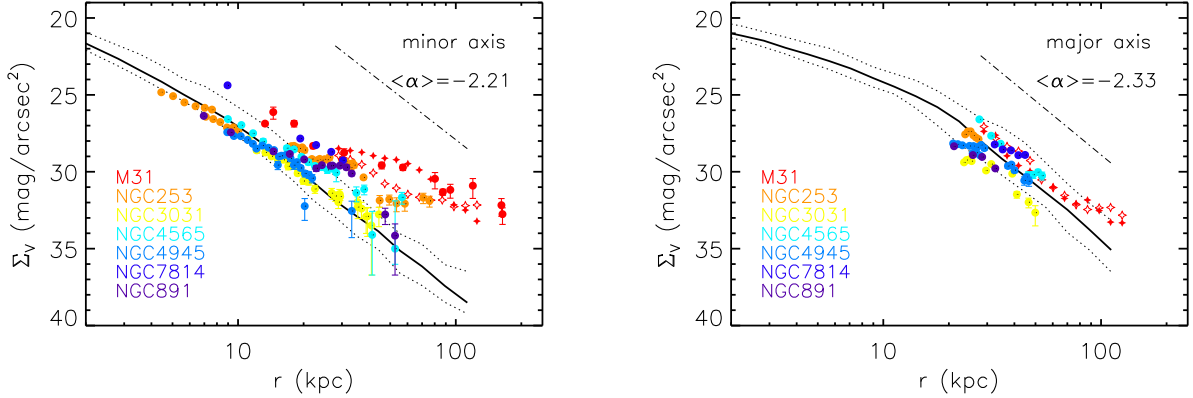 20
25
30
35
40
Σv (mag/arcsec²)
minor axis
<α>=−2.21
M31
NGC253
NGC3031
NGC4565
NGC4945
NGC7814
NGC891
10
100
r (kpc)
20
25
30
35
40
Σv (mag/arcsec²)
major axis
<α>=−2.33
M31
NGC253
NGC3031
NGC4565
NGC4945
NGC7814
NGC891
10
100
r (kpc)